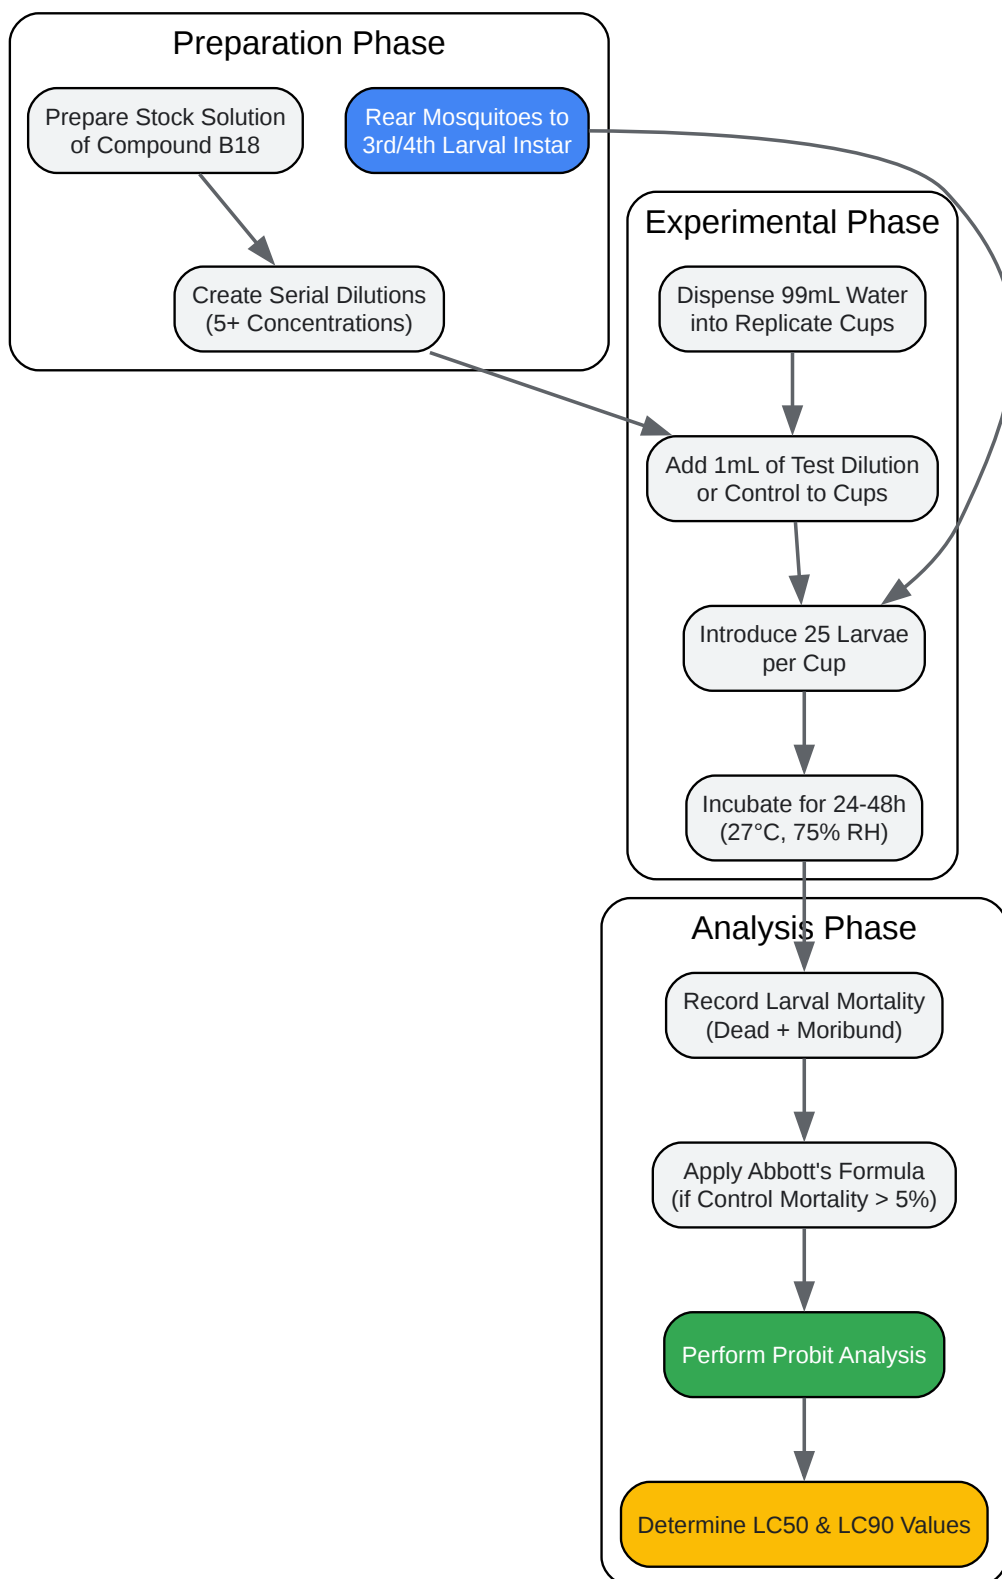 Preparation Phase
Prepare Stock Solution
of Compound B18
Rear Mosquitoes to
3rd/4th Larval Instar
Create Serial Dilutions
(5+ Concentrations)
Experimental Phase
Dispense 99mL Water
into Replicate Cups
Add 1mL of Test Dilution
or Control to Cups
Introduce 25 Larvae
per Cup
Incubate for 24-48h
(27°C, 75% RH)
Analysis Phase
Record Larval Mortality
(Dead + Moribund)
Apply Abbott's Formula
(if Control Mortality > 5%)
Perform Probit Analysis
Determine LC50 & LC90 Values